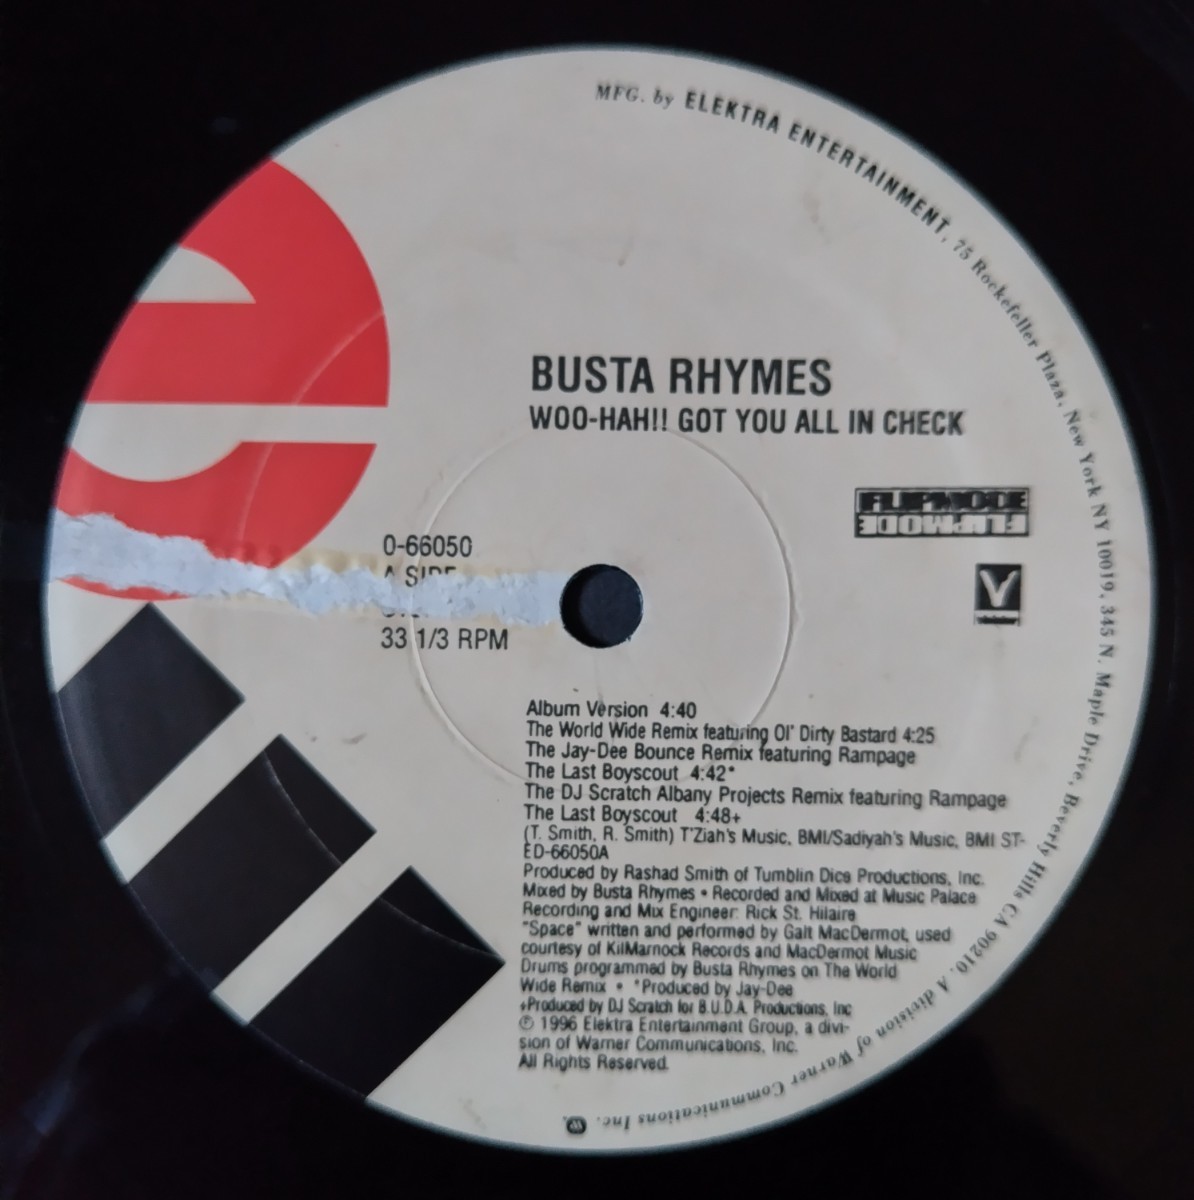 MFG. by ELEKTRA ENTERTAINMENT, 75 Rockefeller Plaza, New York NY 10019, 345 N. Maple Drive, Beverly Hills CA 90210, A division of Warner Communications Inc.
BUSTA RHYMES
WOO-HAH!! GOT YOU ALL IN CHECK
FLIPMODE
FLIPMODE
0-66050
A SIDE
33 1/3 RPM
Album Version 4:40
The World Wide Remix featuring Ol' Dirty Bastard 4:25
The Jay-Dee Bounce Remix featuring Rampage
The Last Boyscout 4:42*
The DJ Scratch Albany Projects Remix featuring Rampage
The Last Boyscout 4:48+
(T. Smith, R. Smith) T'Ziah's Music, BMI/Sadiyah's Music, BMI ST-
ED-66050A
Produced by Rashad Smith of Tumblin Dice Productions, Inc.
Mixed by Busta Rhymes • Recorded and Mixed at Music Palace
Recording and Mix Engineer: Rick St. Hilaire
"Space" written and performed by Galt MacDermot, used
courtesy of KilMarnock Records and MacDermot Music
Drums programmed by Busta Rhymes on The World
Wide Remix • *Produced by Jay-Dee
+Produced by DJ Scratch for B.U.D.A. Productions, Inc
℗ 1996 Elektra Entertainment Group, a divi-
sion of Warner Communications, Inc.
All Rights Reserved.